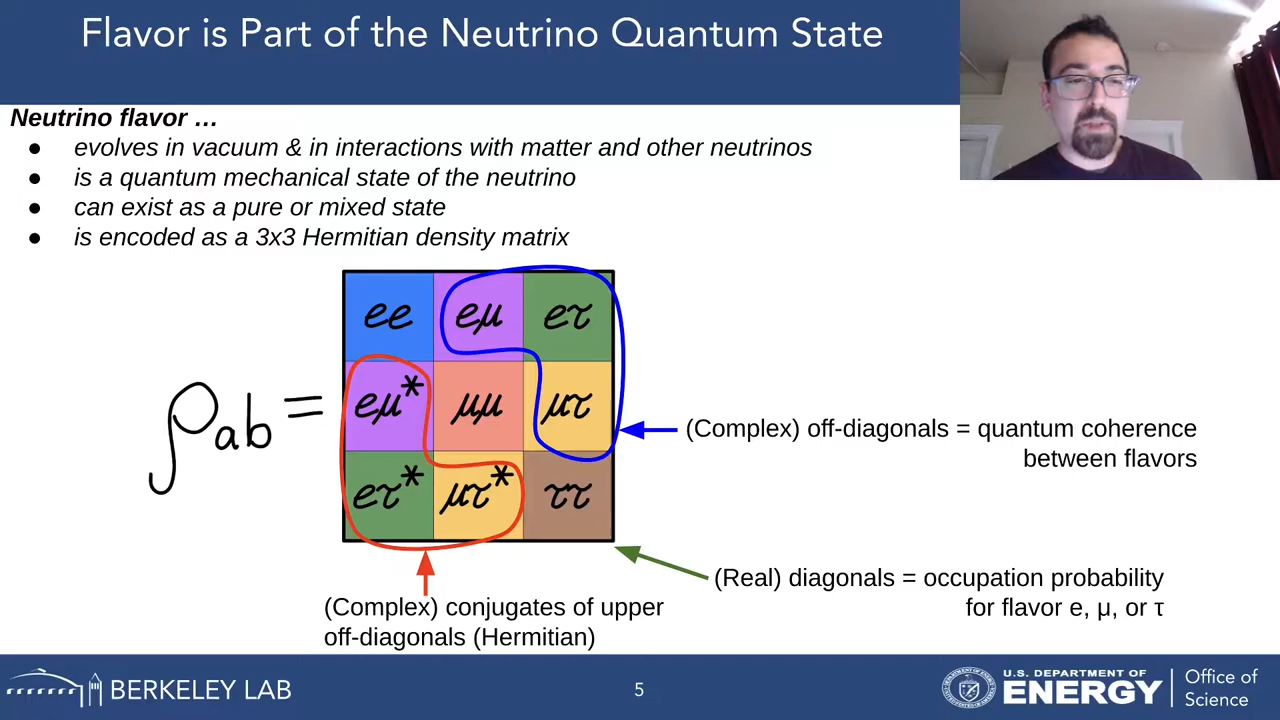 Flavor is Part of the Neutrino Quantum State
Neutrino flavor …
● evolves in vacuum & in interactions with matter and other neutrinos
● is a quantum mechanical state of the neutrino
● can exist as a pure or mixed state
● is encoded as a 3x3 Hermitian density matrix
ρab =
ee eμ eτ
eμ* μμ μτ
eτ* μτ* ττ
(Complex) off-diagonals = quantum coherence
between flavors
(Real) diagonals = occupation probability
for flavor e, μ, or τ
(Complex) conjugates of upper
off-diagonals (Hermitian)
BERKELEY LAB
5
U.S. DEPARTMENT OF
ENERGY
Office of
Science